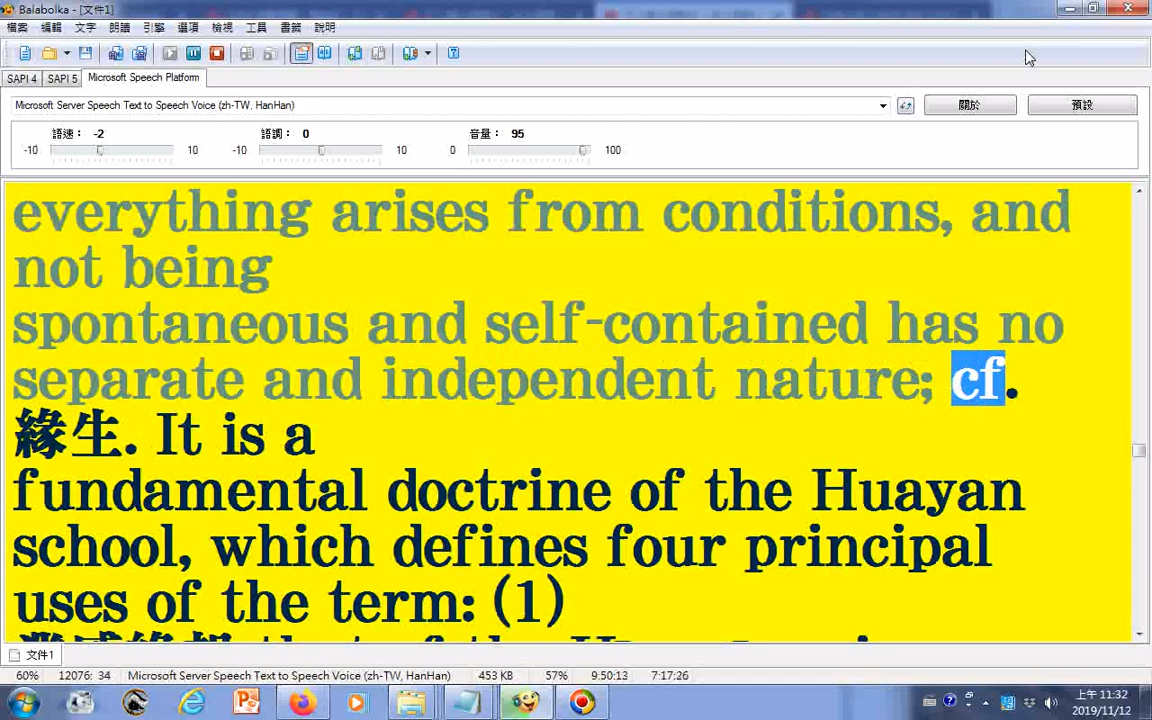 Balabolka - [文件1]
檔案 編輯 文字 朗讀 引擎 選項 檢視 工具 書籤 說明
SAPI 4 SAPI 5 Microsoft Speech Platform
Microsoft Server Speech Text to Speech Voice (zh-TW, HanHan) 關於 預設
語速： -2 語調： 0 音量： 95
-10 10 -10 10 0 100
everything arises from conditions, and
not being
spontaneous and self-contained has no
separate and independent nature; cf.
緣生. It is a
fundamental doctrine of the Huayan
school, which defines four principal
uses of the term: (1)
文件1
60% 12076: 34 Microsoft Server Speech Text to Speech Voice (zh-TW, HanHan) 453 KB 57% 9:50:13 7:17:26
上午 11:32
2019/11/12